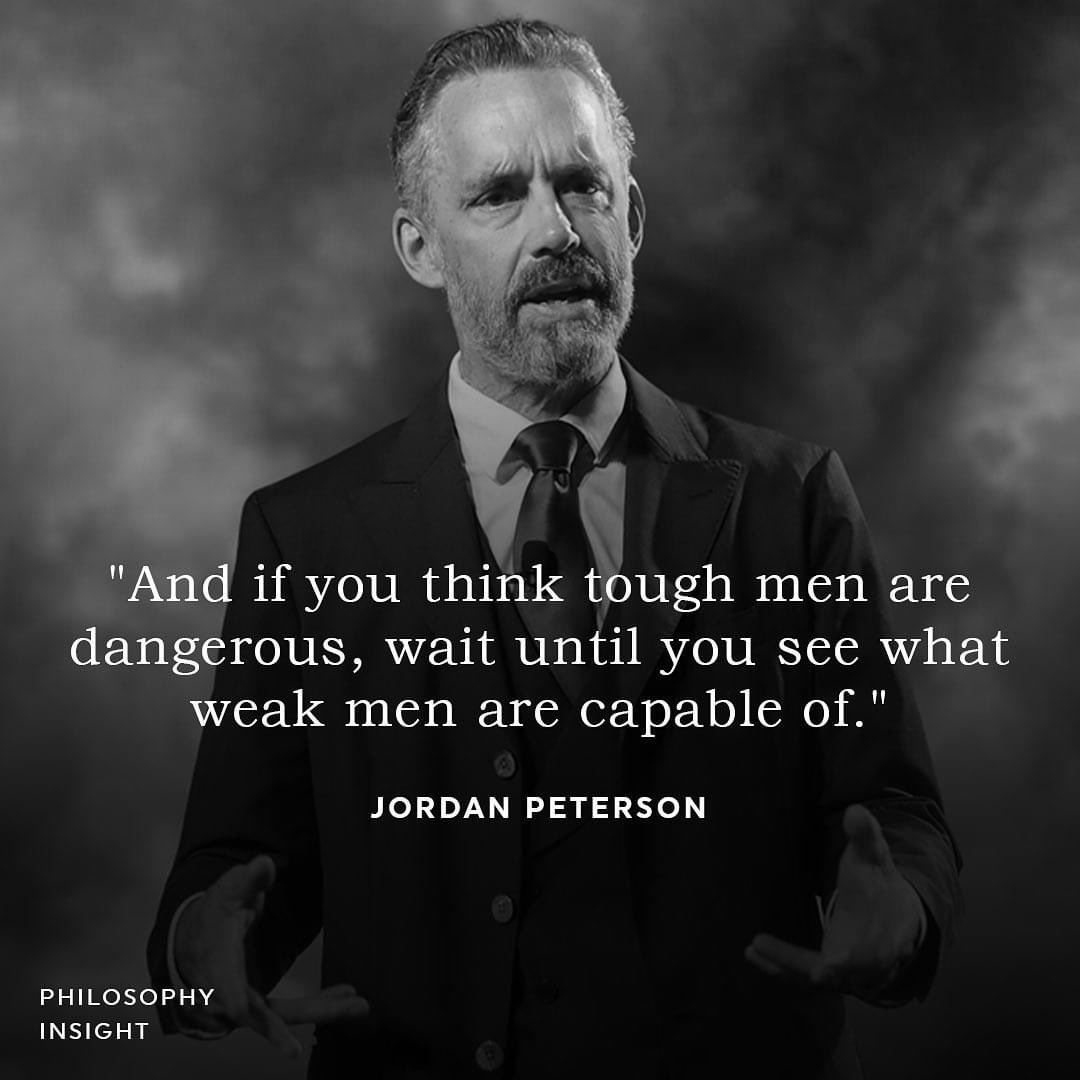 "And if you think tough men are
dangerous, wait until you see what
weak men are capable of."
JORDAN PETERSON
PHILOSOPHY
INSIGHT